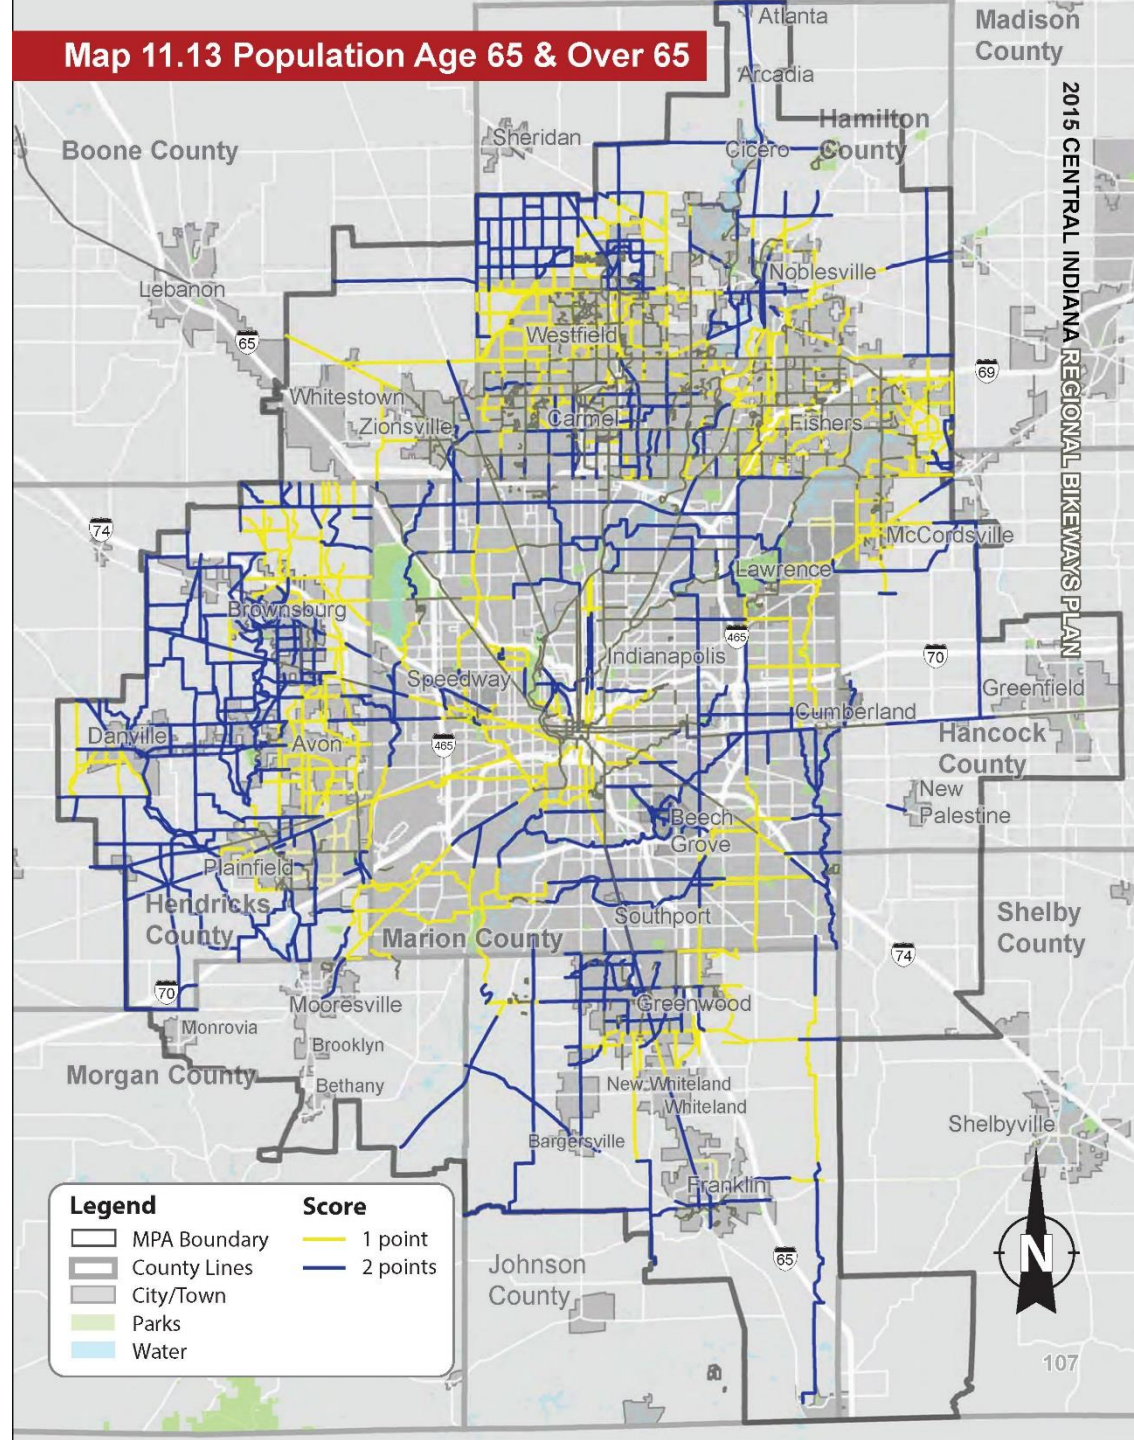 Map 11.13 Population Age 65 & Over 65
Atlanta
Madison
County
Arcadia
2015 CENTRAL INDIANA REGIONAL BIKEWAYS PLAN
Boone County
Sheridan
Hamilton
County
Cicero
Noblesville
Lebanon
Westfield
65
69
Whitestown
Zionsville
Carmel
Fishers
74
McCordsville
Lawrence
Brownsburg
465
Indianapolis
70
Speedway
Greenfield
Cumberland
Danville
Avon
465
Hancock
County
New
Palestine
Beech
Grove
Plainfield
Hendricks
County
Southport
Shelby
County
Marion County
74
70
Mooresville
Greenwood
Monrovia
Brooklyn
Morgan County
Bethany
New Whiteland
Whiteland
Shelbyville
Bargersville
Franklin
65
Johnson
County
N
Legend
MPA Boundary
County Lines
City/Town
Parks
Water
Score
1 point
2 points
107